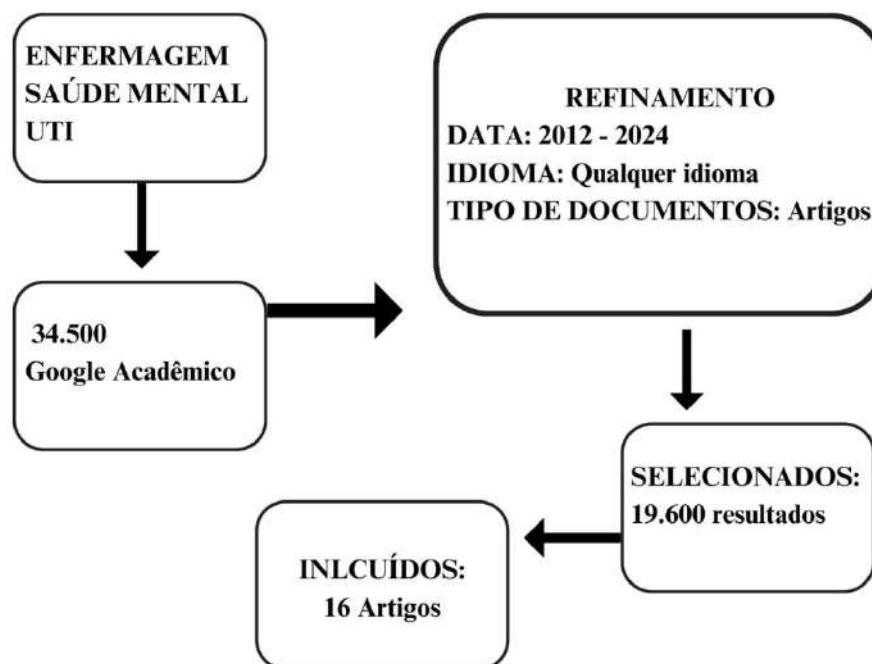 ENFERMAGEM
SAÚDE MENTAL
UTI
34.500
Google Acadêmico
REFINAMENTO
DATA: 2012 - 2024
IDIOMA: Qualquer idioma
TIPO DE DOCUMENTOS: Artigos
SELECIONADOS:
19.600 resultados
INLCUÍDOS:
16 Artigos